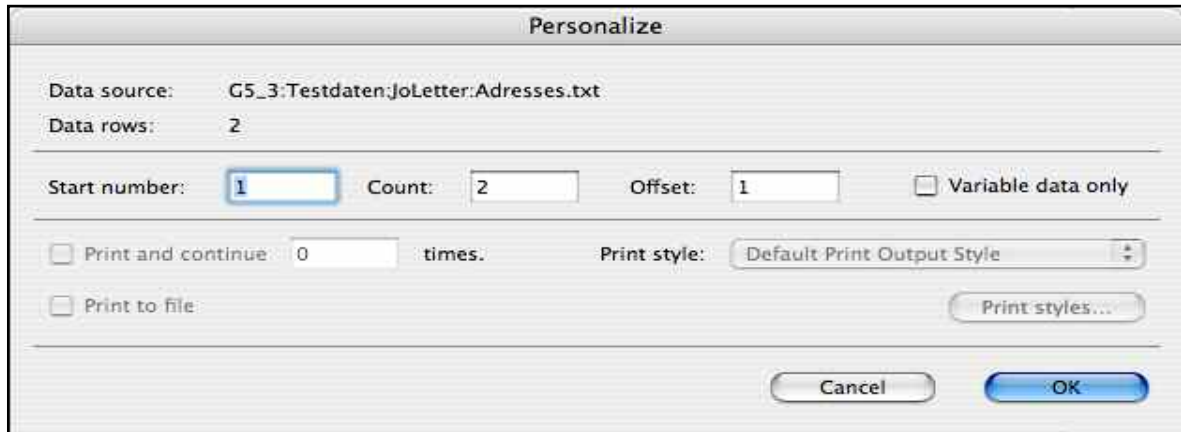 Personalize
Data source: G5_3:Testdaten:JoLetter:Adresses.txt
Data rows: 2
Start number: 1 Count: 2 Offset: 1 Variable data only
Print and continue 0 times. Print style: Default Print Output Style
Print to file Print styles...
Cancel OK